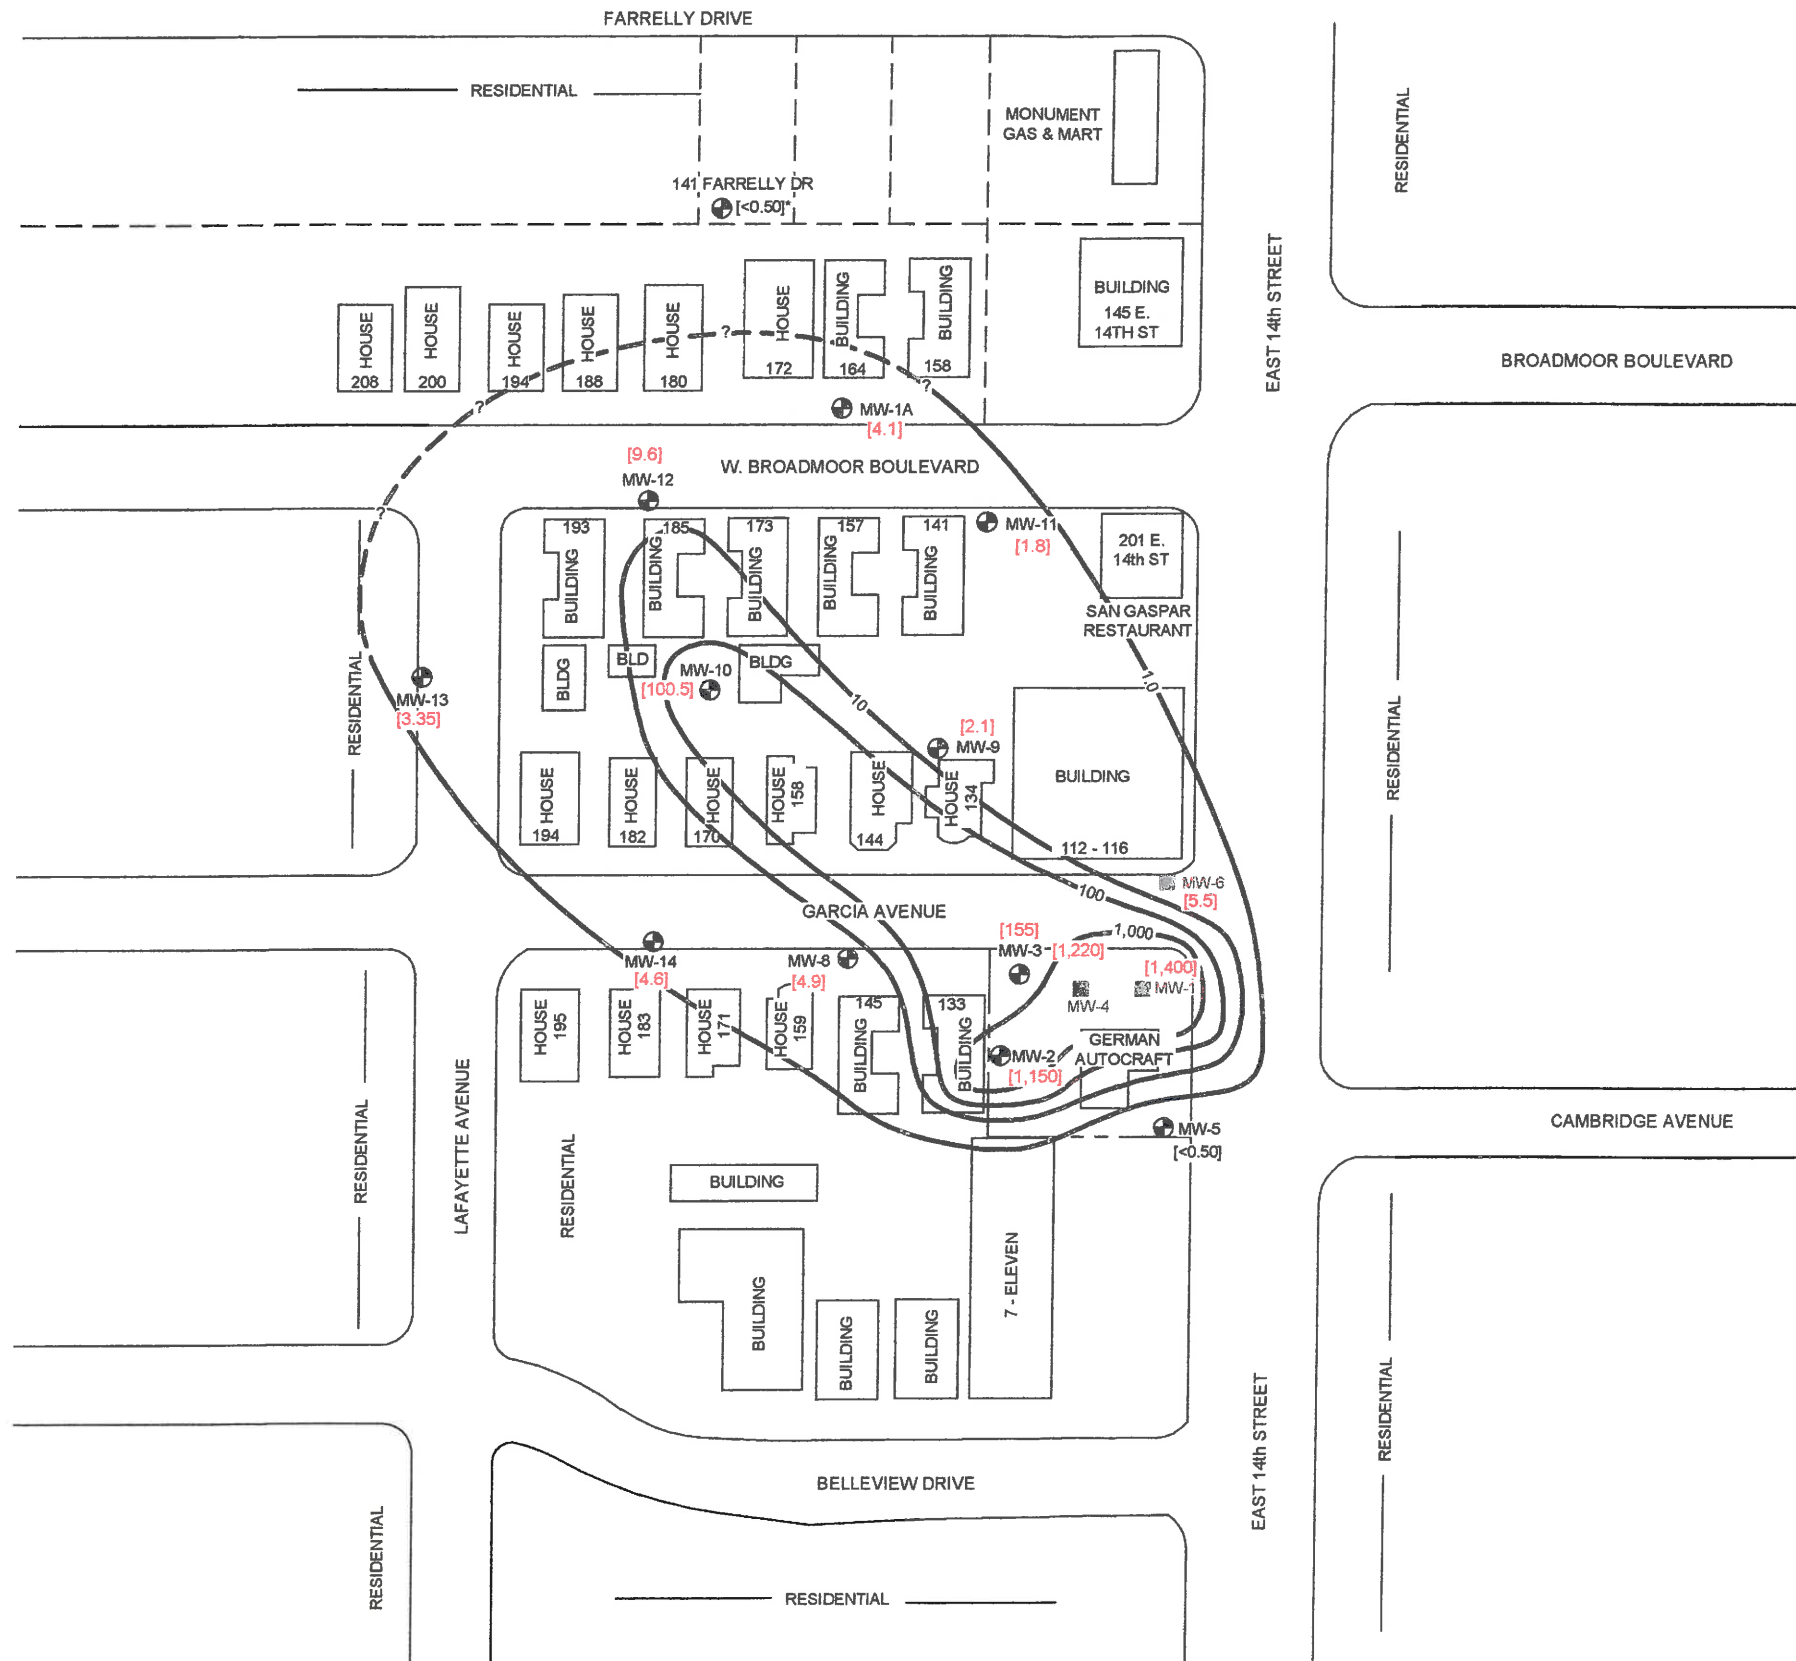 FARRELLY DRIVE
RESIDENTIAL
MONUMENT
GAS & MART
RESIDENTIAL
141 FARRELLY DR
[<0.50]*
EAST 14th STREET
BUILDING
145 E.
14TH ST
HOUSE
208
HOUSE
200
HOUSE
194
HOUSE
188
HOUSE
180
HOUSE
172
BUILDING
164
BUILDING
158
?
?
?
?
BROADMOOR BOULEVARD
MW-1A
[4.1]
[9.6]
MW-12
W. BROADMOOR BOULEVARD
193
BUILDING
185
BUILDING
173
BUILDING
157
BUILDING
141
BUILDING
MW-11
[1.8]
201 E.
14th ST
SAN GASPAR
RESTAURANT
BLDG
BLD
BLDG
MW-10
[100.5]
10
1.0
MW-13
[3.35]
RESIDENTIAL
RESIDENTIAL
[2.1]
MW-9
BUILDING
112 - 116
HOUSE
194
HOUSE
182
HOUSE
170
HOUSE
158
HOUSE
144
HOUSE
134
MW-6
[5.5]
100
GARCIA AVENUE
1,000
[155]
MW-3
[1,220]
[1,400]
MW-1
MW-4
MW-14
[4.6]
MW-8
[4.9]
HOUSE
195
HOUSE
183
HOUSE
171
HOUSE
159
145
BUILDING
133
BUILDING
MW-2
[1,150]
GERMAN
AUTOCRAFT
MW-5
[<0.50]
CAMBRIDGE AVENUE
LAFAYETTE AVENUE
RESIDENTIAL
RESIDENTIAL
BUILDING
BUILDING
BUILDING
BUILDING
7 - ELEVEN
EAST 14th STREET
RESIDENTIAL
BELLEVIEW DRIVE
RESIDENTIAL
RESIDENTIAL